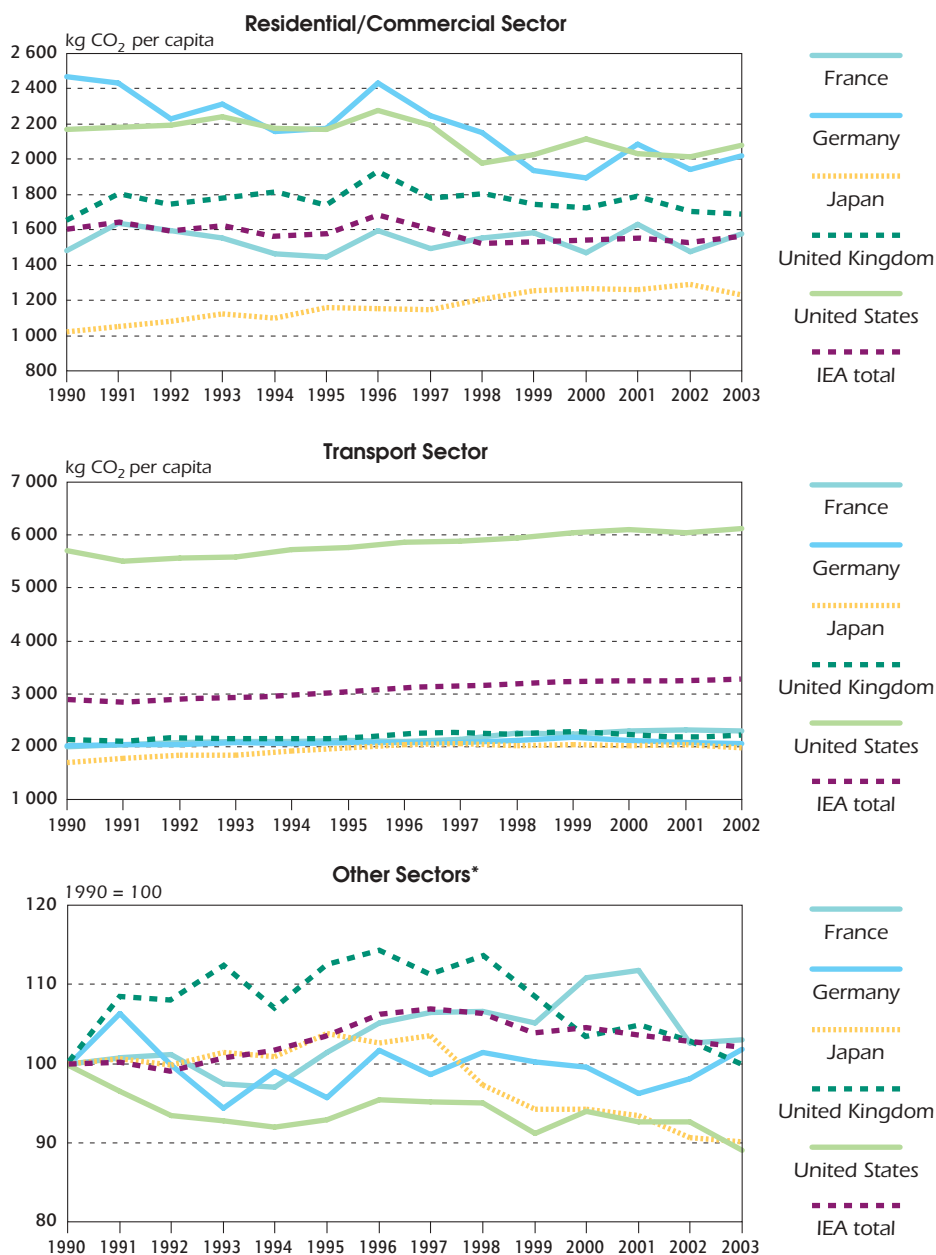 Residential/Commercial Sector
kg CO2 per capita
2 600
2 400
2 200
2 000
1 800
1 600
1 400
1 200
1 000
800
1990 1991 1992 1993 1994 1995 1996 1997 1998 1999 2000 2001 2002 2003
France
Germany
Japan
United Kingdom
United States
IEA total
Transport Sector
kg CO2 per capita
7 000
6 000
5 000
4 000
3 000
2 000
1 000
1990 1991 1992 1993 1994 1995 1996 1997 1998 1999 2000 2001 2002
France
Germany
Japan
United Kingdom
United States
IEA total
Other Sectors*
1990 = 100
120
110
100
90
80
1990 1991 1992 1993 1994 1995 1996 1997 1998 1999 2000 2001 2002 2003
France
Germany
Japan
United Kingdom
United States
IEA total